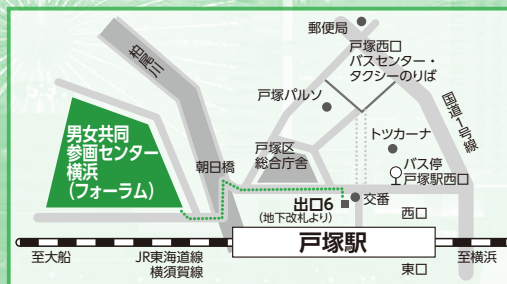 郵便局
戸塚西口
バスセンター・
タクシーのりば
柏尾川
国道1号線
戸塚パルソ
トツカーナ
男女共同
参画センター
横浜
(フォーラム)
朝日橋
戸塚区
総合庁舎
バス停
戸塚駅西口
出口6
(地下改札より)
交番
西口
戸塚駅
至大船
JR東海道線
横須賀線
至横浜
東口